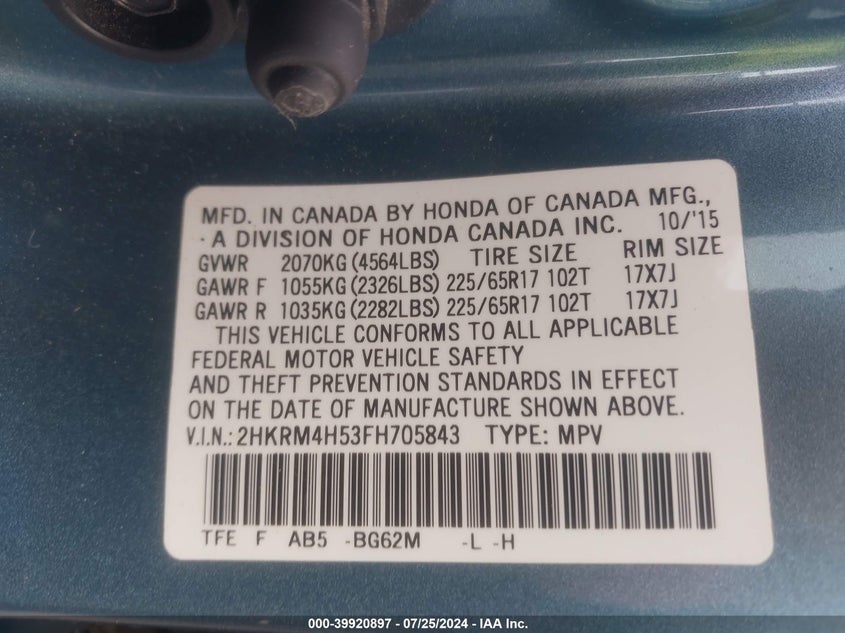 MFD. IN CANADA BY HONDA OF CANADA MFG.,
A DIVISION OF HONDA CANADA INC. 10/'15
GVWR 2070KG (4564LBS) TIRE SIZE RIM SIZE
GAWR F 1055KG (2326LBS) 225/65R17 102T 17X7J
GAWR R 1035KG (2282LBS) 225/65R17 102T 17X7J
THIS VEHICLE CONFORMS TO ALL APPLICABLE
FEDERAL MOTOR VEHICLE SAFETY
AND THEFT PREVENTION STANDARDS IN EFFECT
ON THE DATE OF MANUFACTURE SHOWN ABOVE.
V.I.N.: 2HKRM4H53FH705843 TYPE: MPV
TFE F AB5 -BG62M -L -H
000-39920897 - 07/25/2024 - IAA Inc.